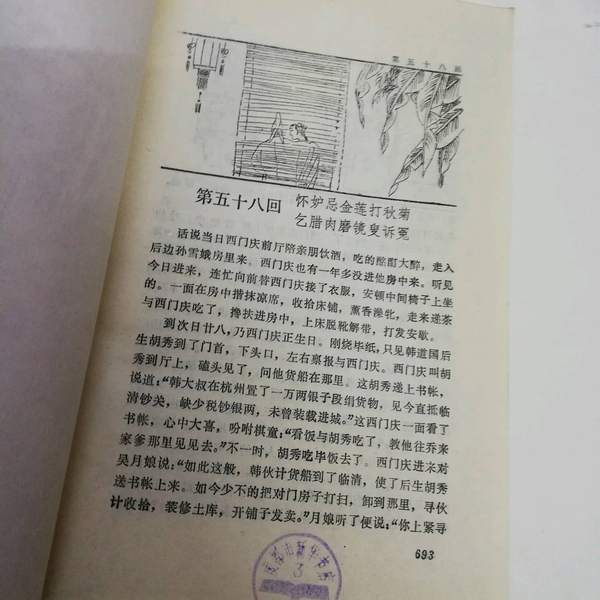 第五十八回
第五十八回 怀妒忌金莲打秋菊
乞腊肉磨镜叟诉冤
话说当日西门庆前厅陪亲朋饮酒，吃的酩酊大醉，走入
后边孙雪娥房里来。西门庆也有一年多没进他房中来。听见
今日进来，连忙向前替西门庆接了衣服，安顿中间椅子上坐
的。一面在房中揩抹凉席，收拾床铺，薰香澡牝，走来递茶
与西门庆吃了，搀扶进房中，上床脱靴解带，打发安歇。
到次日廿八，乃西门庆正生日。刚烧毕纸，只见韩道国后
生胡秀到了门首，下头口，左右禀报与西门庆。西门庆叫胡
秀到厅上，磕头见了，问他货船在那里。这胡秀递上书帐，
说道：“韩大叔在杭州置了一万两银子段绢货物，见今直抵临
清钞关，缺少税钞银两，未曾装载进城。”这西门庆一面看了
书帐，心中大喜，吩咐棋童：“看饭与胡秀吃了，教他往乔亲
家爹那里见见去。”不一时，胡秀吃毕饭去了。西门庆进来对
吴月娘说：“如此这般，韩伙计货船到了临清，使了后生胡秀
送书帐上来。如今少不的把对门房子打扫，卸到那里，寻伙
计收拾，装修土库，开铺子发卖。”月娘听了便说：“你上紧寻
693
3